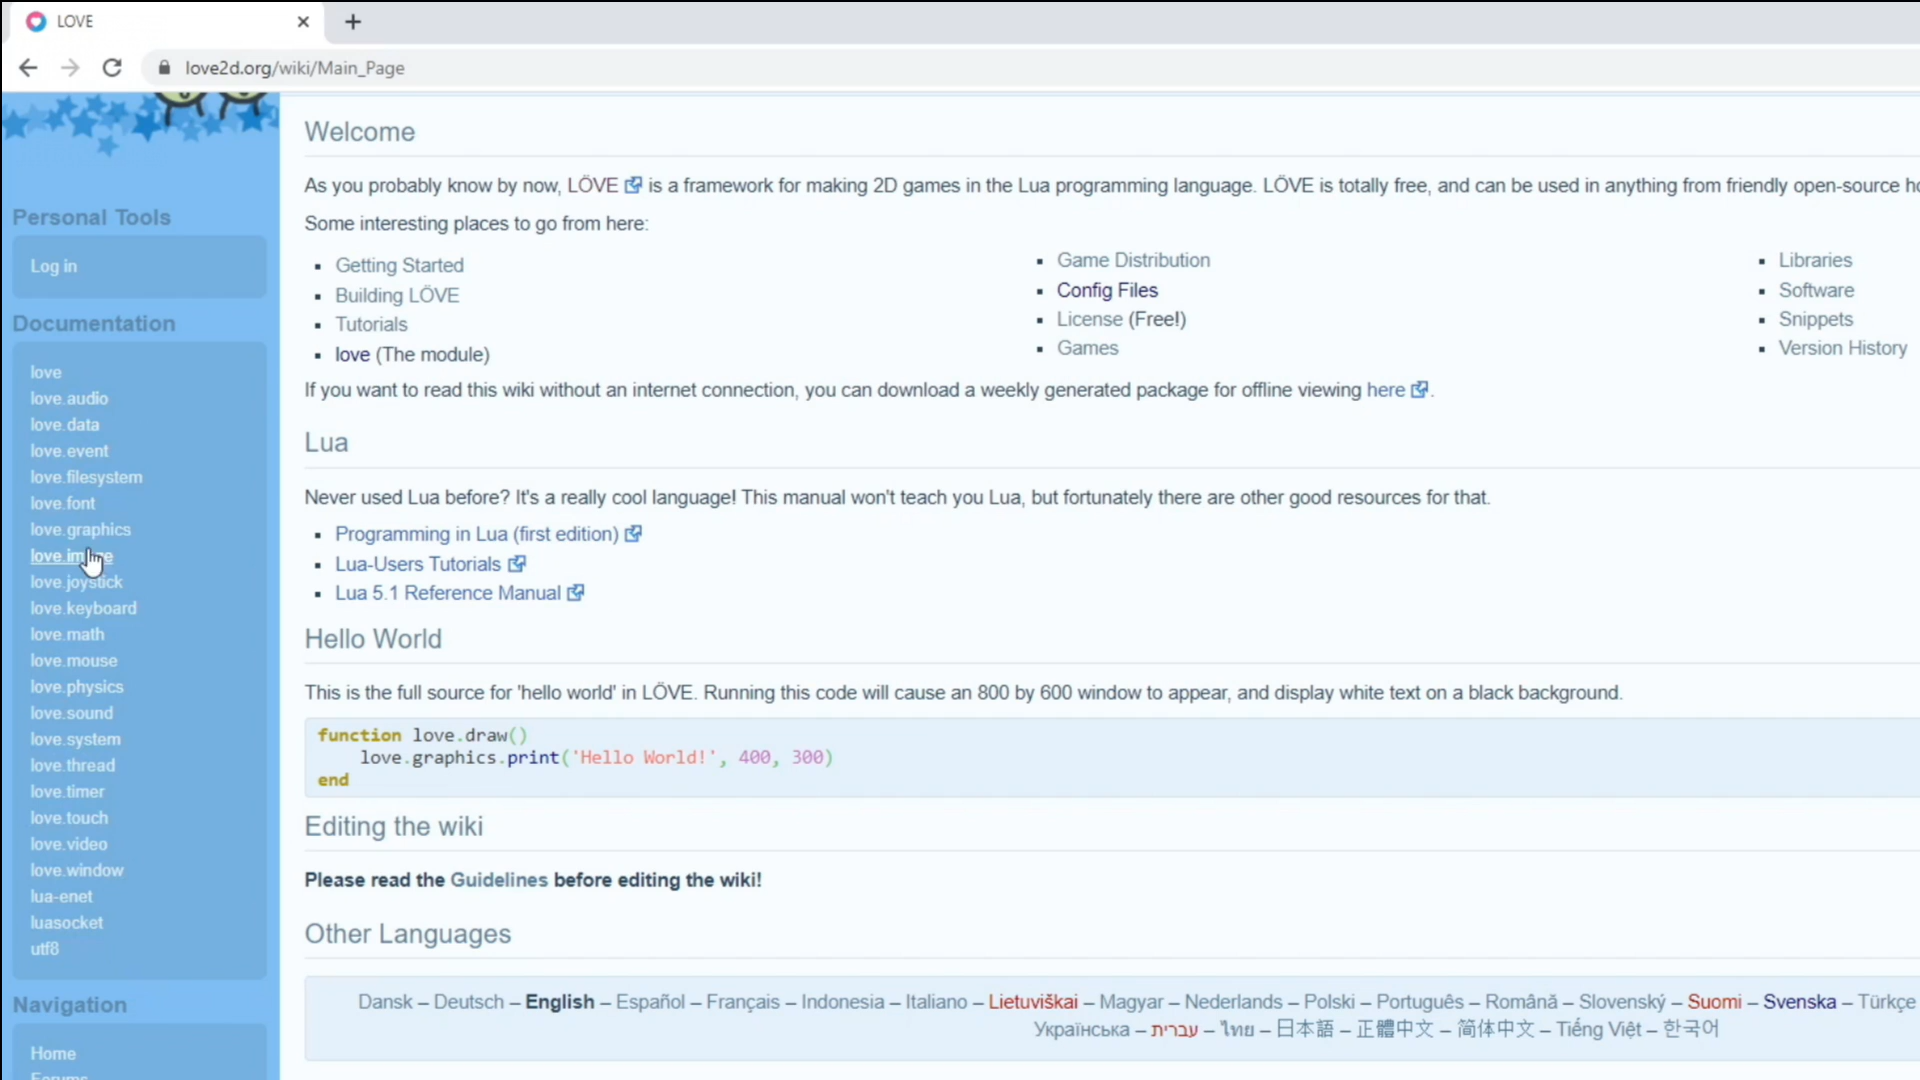 LOVE
love2d.org/wiki/Main_Page
Personal Tools
Log in
Documentation
love
love.audio
love.data
love.event
love.filesystem
love.font
love.graphics
love.joystick
love.keyboard
love.math
love.mouse
love.physics
love.sound
love.system
love.thread
love.timer
love.touch
love.video
love.window
lua-enet
luasocket
utf8
Navigation
Home
Welcome
As you probably know by now, LÖVE is a framework for making 2D games in the Lua programming language. LÖVE is totally free, and can be used in anything from friendly open-source
Some interesting places to go from here:
Getting Started
Building LÖVE
Tutorials
love (The module)
Game Distribution
Config Files
License (Free!)
Games
Libraries
Software
Snippets
Version History
If you want to read this wiki without an internet connection, you can download a weekly generated package for offline viewing here .
Lua
Never used Lua before? It's a really cool language! This manual won't teach you Lua, but fortunately there are other good resources for that.
Programming in Lua (first edition)
Lua-Users Tutorials
Lua 5.1 Reference Manual
Hello World
This is the full source for 'hello world' in LÖVE. Running this code will cause an 800 by 600 window to appear, and display white text on a black background.
function love.draw()
love.graphics.print('Hello World!', 400, 300)
end
Editing the wiki
Please read the Guidelines before editing the wiki!
Other Languages
Dansk – Deutsch – English – Español – Français – Indonesia – Italiano – Lietuviškai – Magyar – Nederlands – Polski – Português – Română – Slovenský – Suomi – Svenska – Türkçe
Українська – עברית – ไทย – 日本語 – 正體中文 – 简体中文 – Tiếng Việt – 한국어